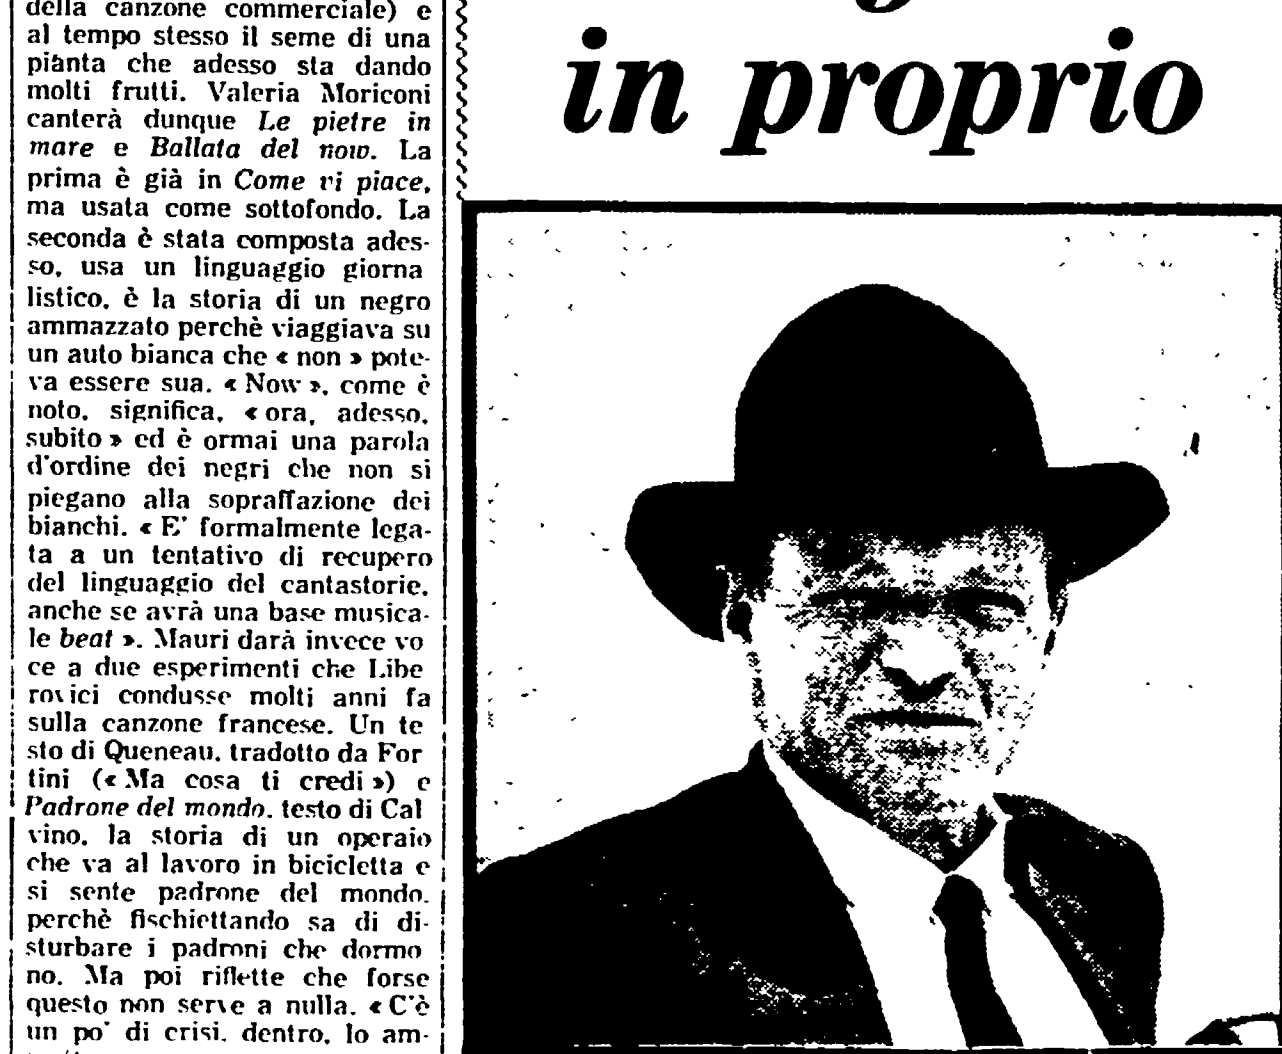 della canzone commerciale) e
al tempo stesso il seme di una
pianta che adesso sta dando
molti frutti. Valeria Moriconi
canterà dunque Le pietre in
mare e Ballata del now. La
prima è già in Come vi piace,
ma usata come sottofondo. La
seconda è stata composta ades-
so, usa un linguaggio giorna
listico, è la storia di un negro
ammazzato perchè viaggiava su
un auto bianca che « non » pote-
va essere sua. « Now », come è
noto, significa, « ora, adesso,
subito » ed è ormai una parola
d'ordine dei negri che non si
piegano alla sopraffazione dei
bianchi. « E' formalmente lega-
ta a un tentativo di recupero
del linguaggio del cantastorie,
anche se avrà una base musica-
le beat ». Mauri darà invece vo
ce a due esperimenti che Libe
rovici condusse molti anni fa
sulla canzone francese. Un te
sto di Queneau, tradotto da For
tini (« Ma cosa ti credi ») e
Padrone del mondo, testo di Cal
vino, la storia di un operaio
che va al lavoro in bicicletta e
si sente padrone del mondo,
perchè fischiettando sa di di-
sturbare i padroni che dormo
no. Ma poi riflette che forse
questo non serve a nulla. « C'è
un po' di crisi, dentro, lo am-
in proprio